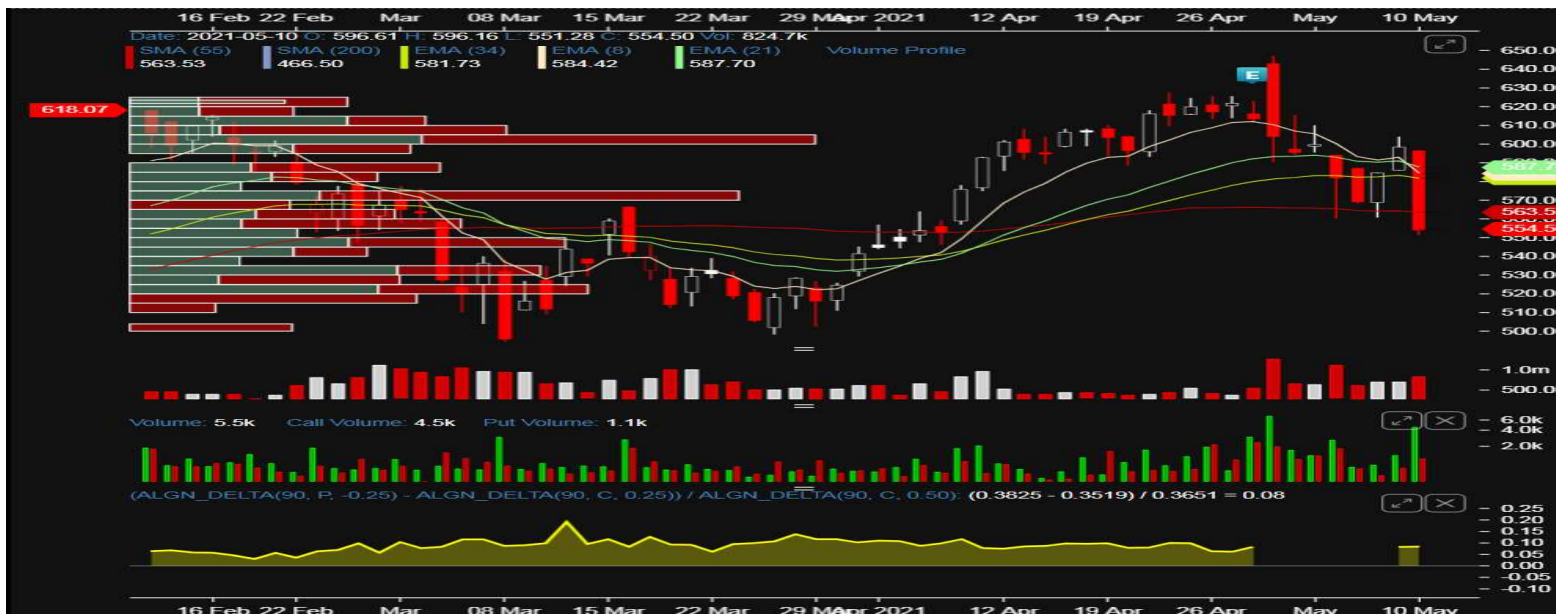 16 Feb 22 Feb Mar 08 Mar 15 Mar 22 Mar 29 Mar Apr 2021 12 Apr 19 Apr 26 Apr May 10 May
Date: 2021-05-10 O: 596.61 H: 596.16 L: 551.28 C: 554.50 Vol: 824.7k
SMA (55) SMA (200) EMA (34) EMA (8) EMA (21) Volume Profile
563.53 466.50 581.73 584.42 587.70
650.0
640.0
630.0
E
620.0
618.07
610.0
600.0
587.7
570.0
563.5
554.5
550.0
540.0
530.0
520.0
510.0
500.0
1.0m
500.0
Volume: 5.5k Call Volume: 4.5k Put Volume: 1.1k
6.0k
4.0k
2.0k
(ALGN_DELTA(90, P, -0.25) - ALGN_DELTA(90, C, 0.25)) / ALGN_DELTA(90, C, 0.50): (0.3825 - 0.3519) / 0.3651 = 0.08
0.25
0.20
0.15
0.10
0.05
0.00
-0.05
-0.10
16 Feb 22 Feb Mar 08 Mar 15 Mar 22 Mar 29 Mar Apr 2021 12 Apr 19 Apr 26 Apr May 10 May